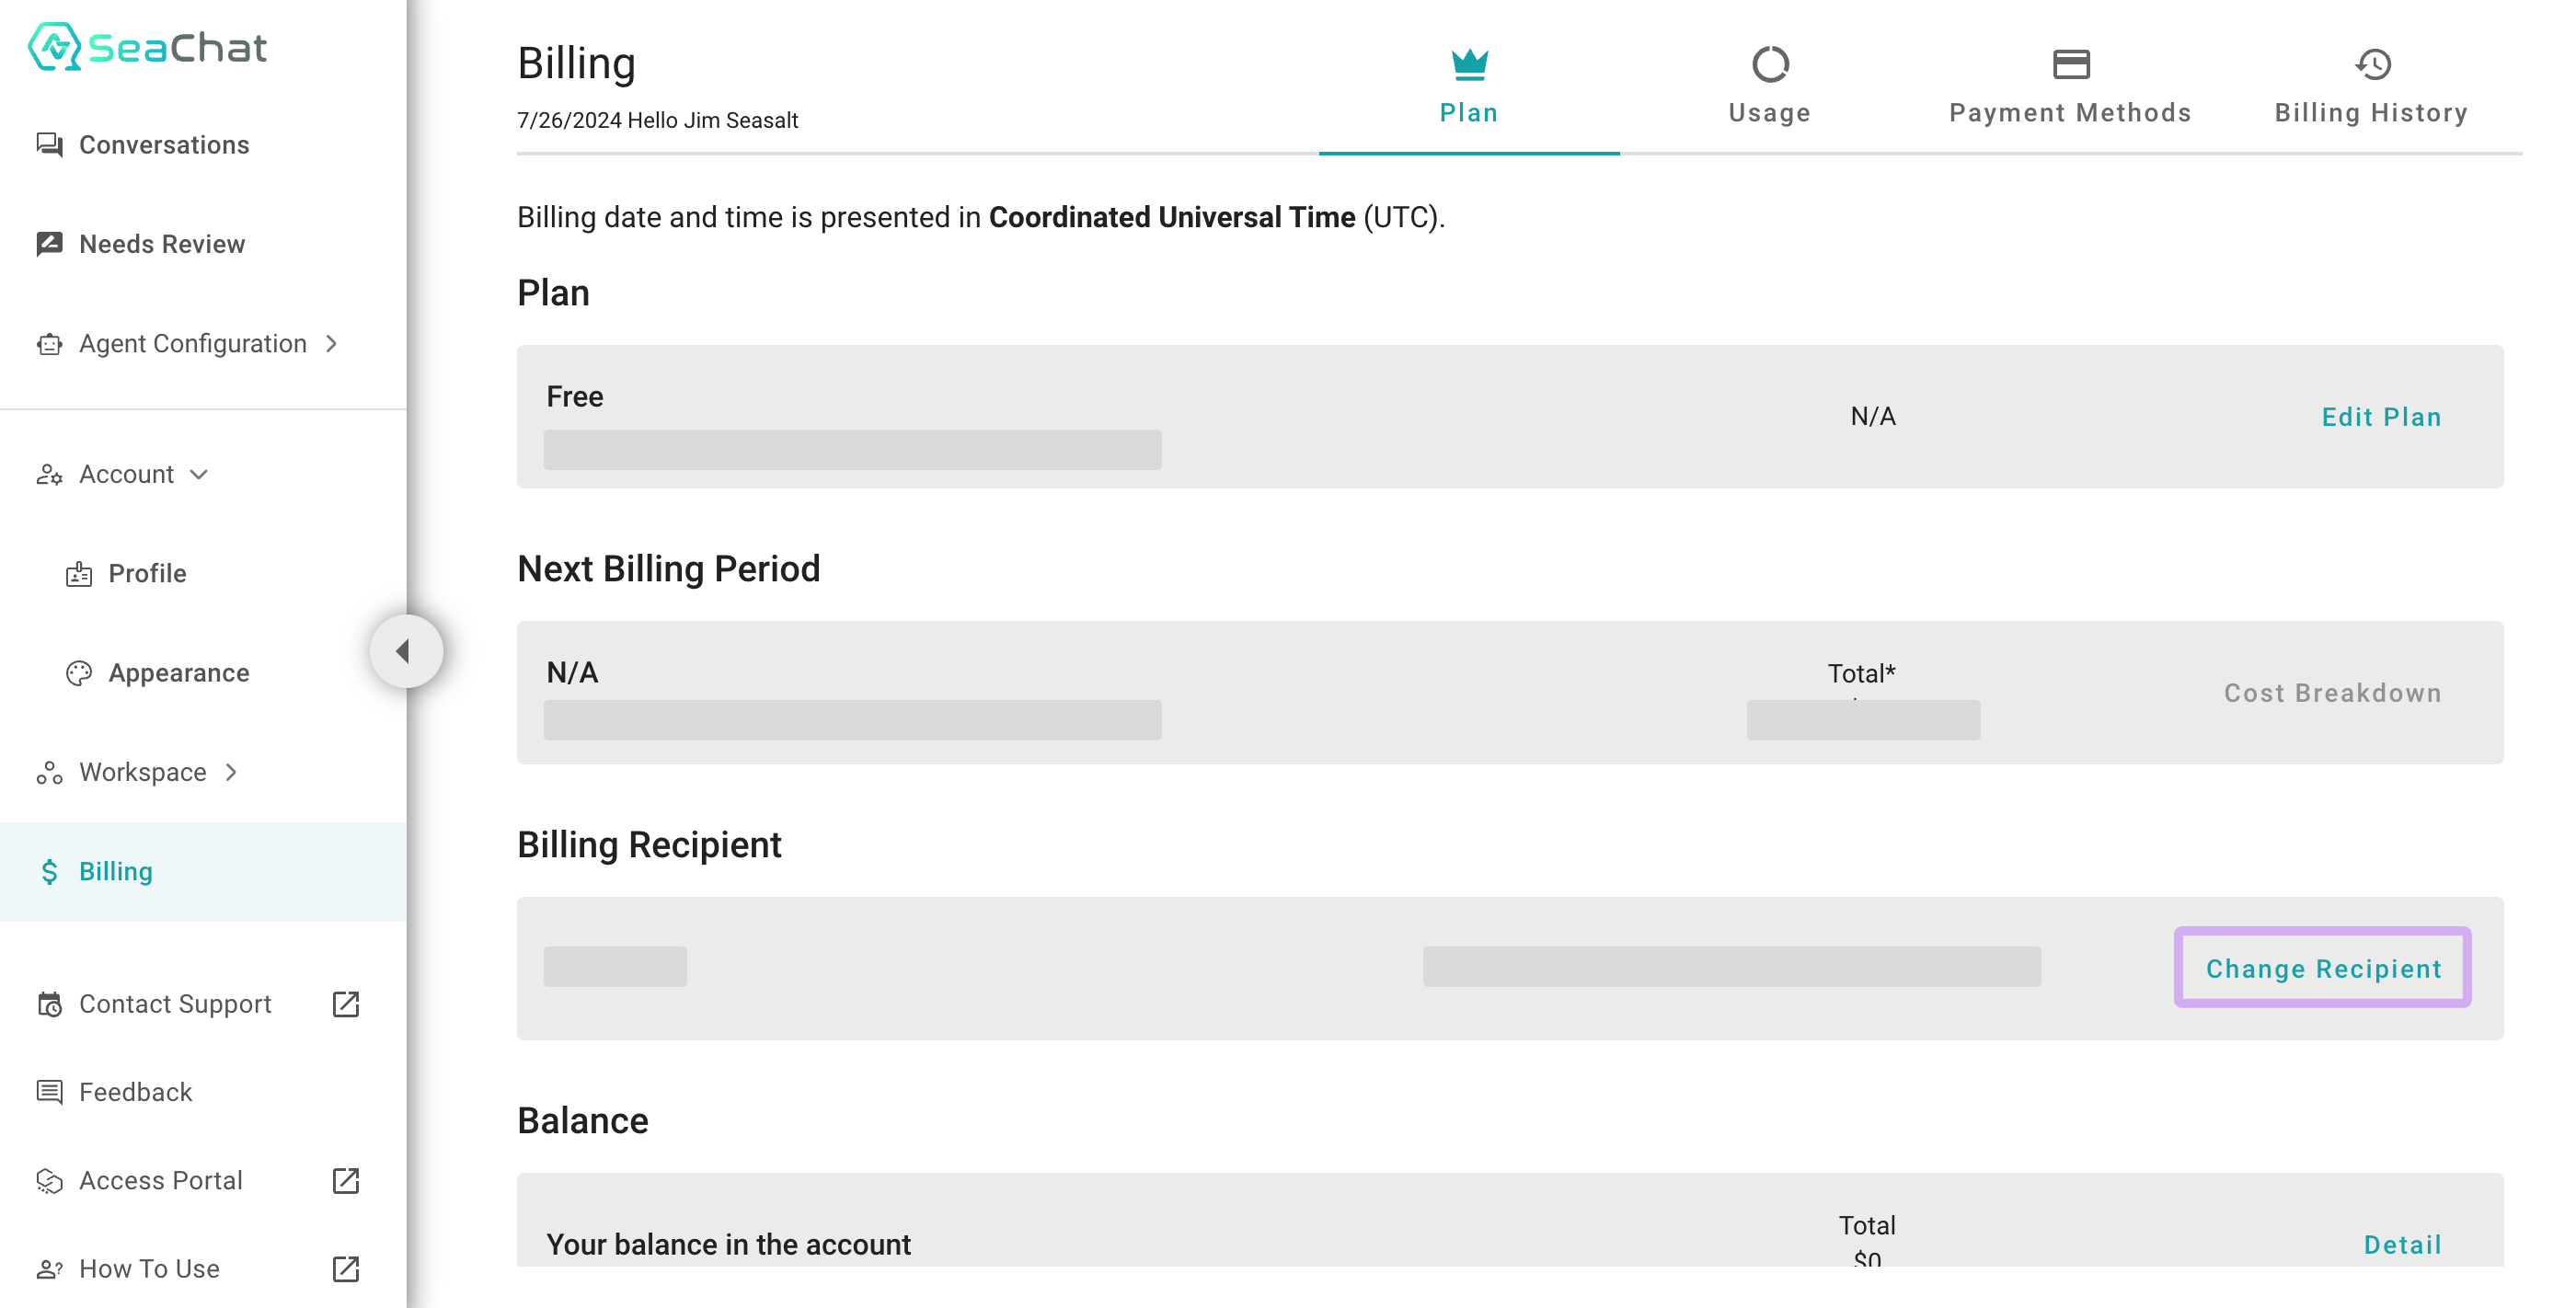 SeaChat
Conversations
Needs Review
Agent Configuration
Account
Profile
Appearance
Workspace
Billing
Contact Support
Feedback
Access Portal
How To Use
Billing
7/26/2024 Hello Jim Seasalt
Plan
Usage
Payment Methods
Billing History
Billing date and time is presented in Coordinated Universal Time (UTC).
Plan
Free
N/A
Edit Plan
Next Billing Period
N/A
Total*
Cost Breakdown
Billing Recipient
Change Recipient
Balance
Your balance in the account
Total
$0
Detail